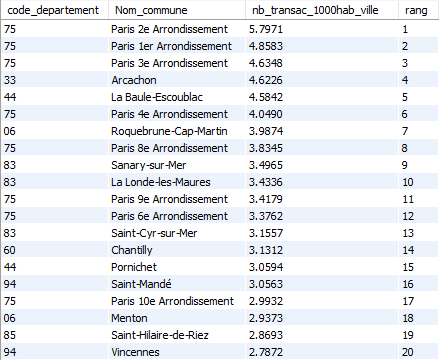 code_departement Nom_commune nb_transac_1000hab_ville rang
75 Paris 2e Arrondissement 5.7971 1
75 Paris 1er Arrondissement 4.8583 2
75 Paris 3e Arrondissement 4.6348 3
33 Arcachon 4.6226 4
44 La Baule-Escoublac 4.5842 5
75 Paris 4e Arrondissement 4.0490 6
06 Roquebrune-Cap-Martin 3.9874 7
75 Paris 8e Arrondissement 3.8345 8
83 Sanary-sur-Mer 3.4965 9
83 La Londe-les-Maures 3.4336 10
75 Paris 9e Arrondissement 3.4179 11
75 Paris 6e Arrondissement 3.3762 12
83 Saint-Cyr-sur-Mer 3.1557 13
60 Chantilly 3.1312 14
44 Pornichet 3.0594 15
94 Saint-Mandé 3.0563 16
75 Paris 10e Arrondissement 2.9932 17
06 Menton 2.9373 18
85 Saint-Hilaire-de-Riez 2.8693 19
94 Vincennes 2.7872 20